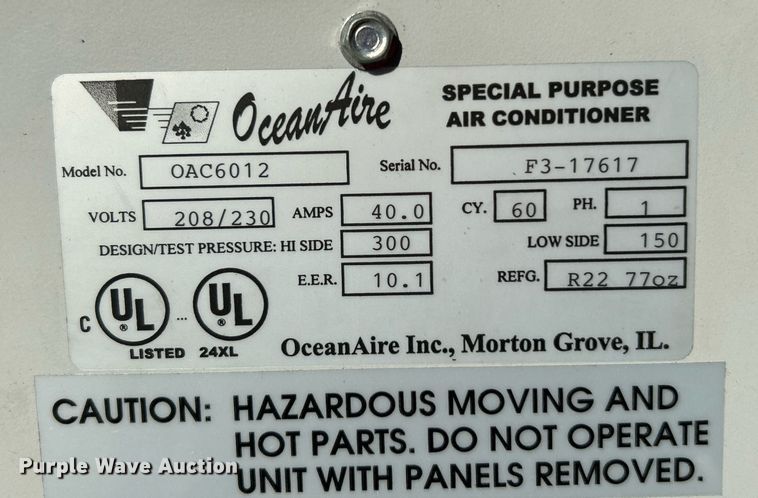 OceanAire SPECIAL PURPOSE
AIR CONDITIONER
Model No. OAC6012 Serial No. F3-17617
VOLTS 208/230 AMPS 40.0 CY. 60 PH. 1
DESIGN/TEST PRESSURE: HI SIDE 300 LOW SIDE 150
E.E.R. 10.1 REFG. R22 77oz
C UL ® ... UL ®
LISTED 24XL OceanAire Inc., Morton Grove, IL.
CAUTION: HAZARDOUS MOVING AND
HOT PARTS. DO NOT OPERATE
UNIT WITH PANELS REMOVED.
Purple Wave Auction